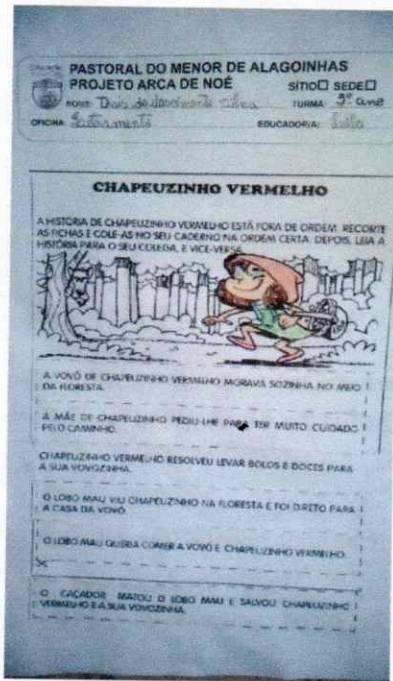 PASTORAL DO MENOR DE ALAGOINHAS
PROJETO ARCA DE NOÉ SÍTIO☐ SEDE☐
NOME: do nascimento TURMA: 3º ano
OFICINA: EDUCADOR(A):
CHAPEUZINHO VERMELHO
A HISTÓRIA DE CHAPEUZINHO VERMELHO ESTÁ FORA DE ORDEM. RECORTE
AS FICHAS E COLE-AS NO SEU CADERNO NA ORDEM CERTA. DEPOIS, LEIA A
HISTÓRIA PARA O SEU COLEGA, E VICE-VERSA.
A VOVÓ DE CHAPEUZINHO VERMELHO MORAVA SOZINHA NO MEIO
DA FLORESTA.
A MÃE DE CHAPEUZINHO PEDIU-LHE PARA TER MUITO CUIDADO
PELO CAMINHO.
CHAPEUZINHO VERMELHO RESOLVEU LEVAR BOLOS E DOCES PARA
A SUA VOVOZINHA.
O LOBO MAU VIU CHAPEUZINHO NA FLORESTA E FOI DIRETO PARA
A CASA DA VOVÓ.
O LOBO MAU QUERIA COMER A VOVÓ E CHAPEUZINHO VERMELHO.
O CAÇADOR MATOU O LOBO MAU E SALVOU CHAPEUZINHO
VERMELHO E A SUA VOVOZINHA.